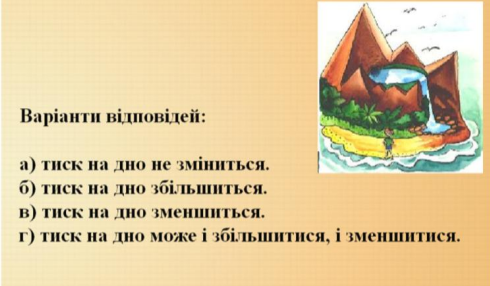 Варіанти відповідей:
а) тиск на дно не зміниться.
б) тиск на дно збільшиться.
в) тиск на дно зменшиться.
г) тиск на дно може і збільшитися, і зменшитися.